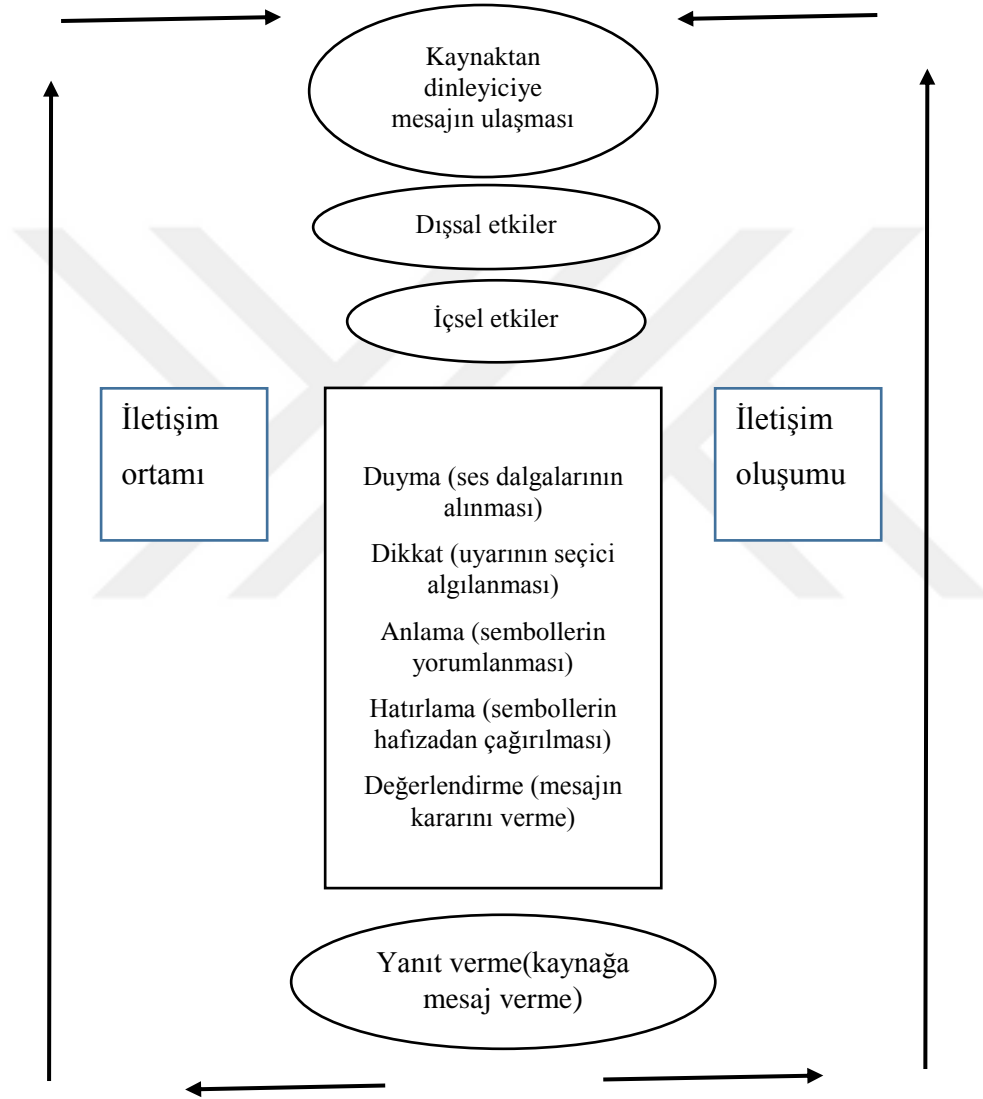 Kaynaktan
dinleyiciye
mesajın ulaşması
Dışsal etkiler
İçsel etkiler
İletişim
ortamı
Duyma (ses dalgalarının
alınması)
Dikkat (uyarının seçici
algılanması)
Anlama (sembollerin
yorumlanması)
Hatırlama (sembollerin
hafızadan çağırılması)
Değerlendirme (mesajın
kararını verme)
İletişim
oluşumu
Yanıt verme(kaynağa
mesaj verme)